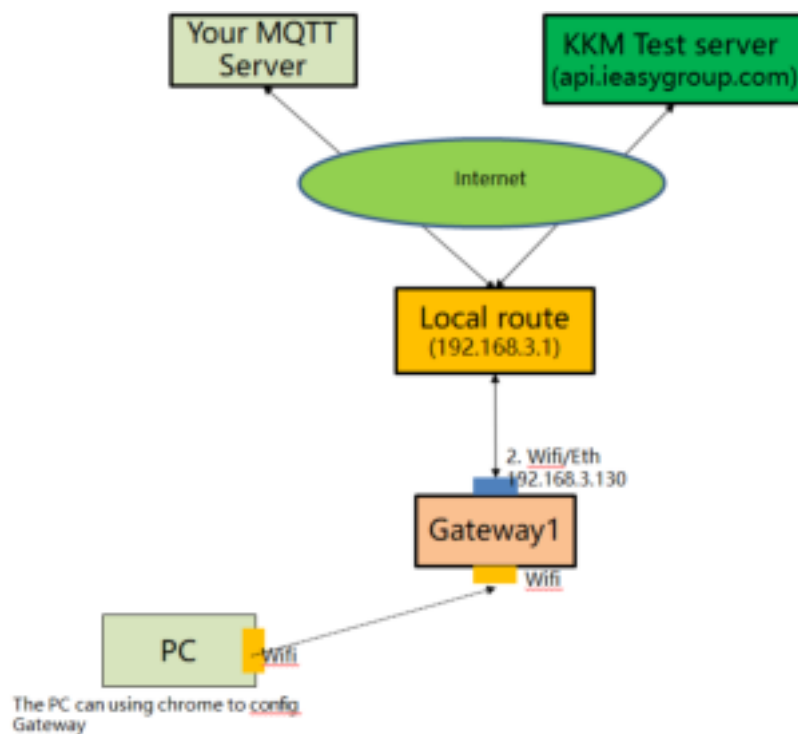 Your MQTT
Server
KKM Test server
(api.ieasygroup.com)
Internet
Local route
(192.168.3.1)
2. Wifi/Eth
192.168.3.130
Gateway1
Wifi
PC
Wifi
The PC can using chrome to config
Gateway